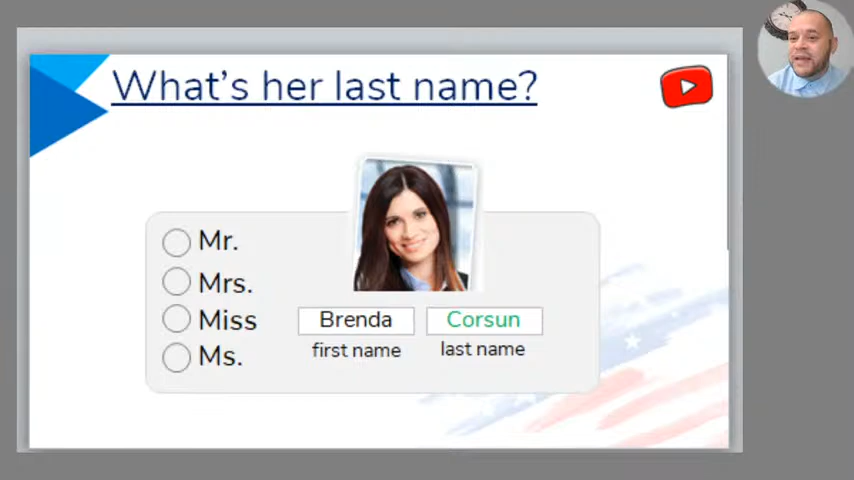 What's her last name?
Mr.
Mrs.
Miss
Ms.
Brenda Corsun
first name last name